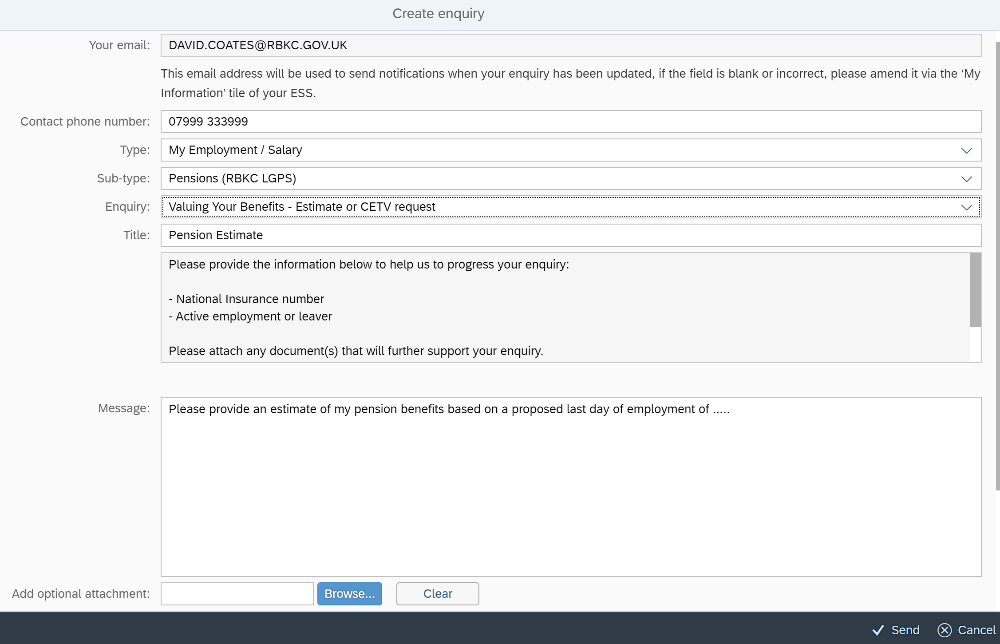 Create enquiry
Your email: DAVID.COATES@RBKC.GOV.UK
This email address will be used to send notifications when your enquiry has been updated, if the field is blank or incorrect, please amend it via the ‘My
Information’ tile of your ESS.
Contact phone number: 07999 333999
Type: My Employment / Salary
Sub-type: Pensions (RBKC LGPS)
Enquiry: Valuing Your Benefits - Estimate or CETV request
Title: Pension Estimate
Please provide the information below to help us to progress your enquiry:
- National Insurance number
- Active employment or leaver
Please attach any document(s) that will further support your enquiry.
Message: Please provide an estimate of my pension benefits based on a proposed last day of employment of .....
Add optional attachment: Browse... Clear
Send Cancel